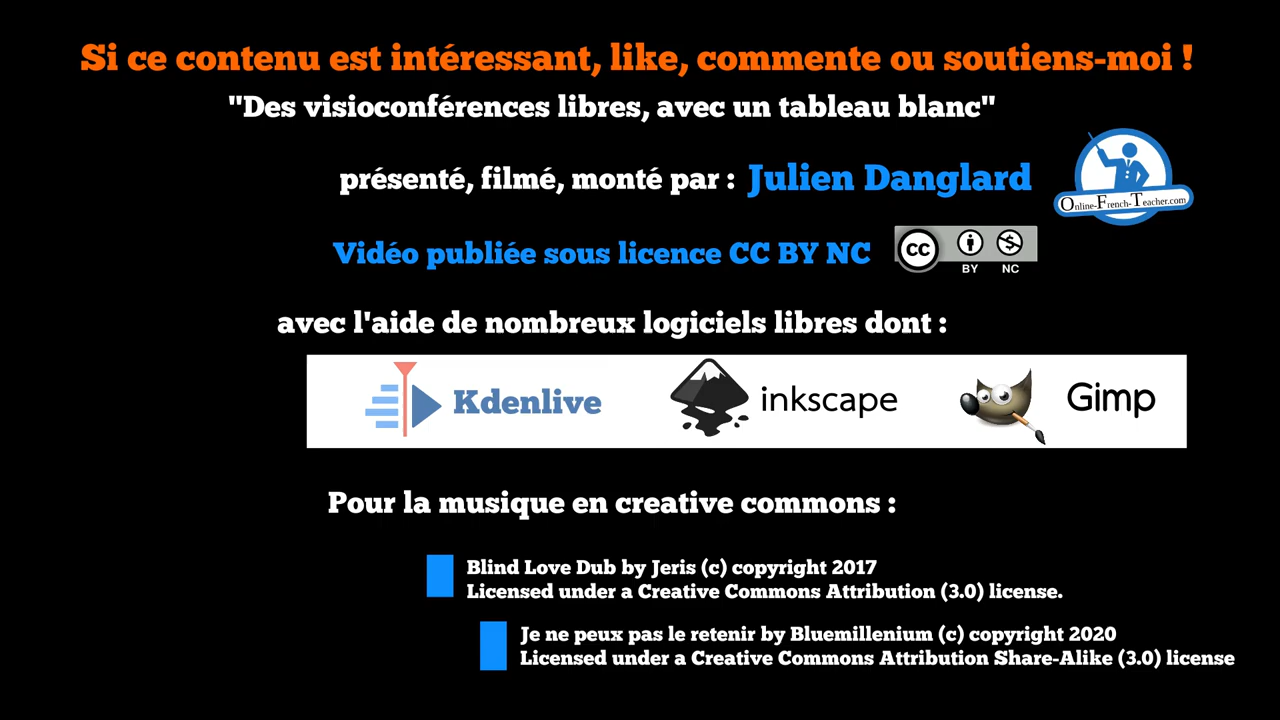 Si ce contenu est intéressant, like, commente ou soutiens-moi !
"Des visioconférences libres, avec un tableau blanc"
présenté, filmé, monté par : Julien Danglard
Online-French-Teacher.com
Vidéo publiée sous licence CC BY NC
cc
BY NC
avec l'aide de nombreux logiciels libres dont :
Kdenlive inkscape Gimp
Pour la musique en creative commons :
Blind Love Dub by Jeris (c) copyright 2017
Licensed under a Creative Commons Attribution (3.0) license.
Je ne peux pas le retenir by Bluemillenium (c) copyright 2020
Licensed under a Creative Commons Attribution Share-Alike (3.0) license